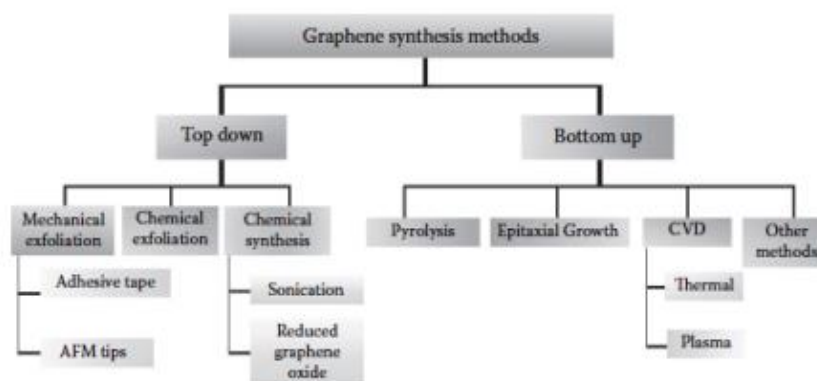 Graphene synthesis methods
Top down
Bottom up
Mechanical
exfoliation
Chemical
exfoliation
Chemical
synthesis
Pyrolysis
Epitaxial Growth
CVD
Other
methods
Adhesive tape
Sonication
Thermal
AFM tips
Reduced
graphene
oxide
Plasma